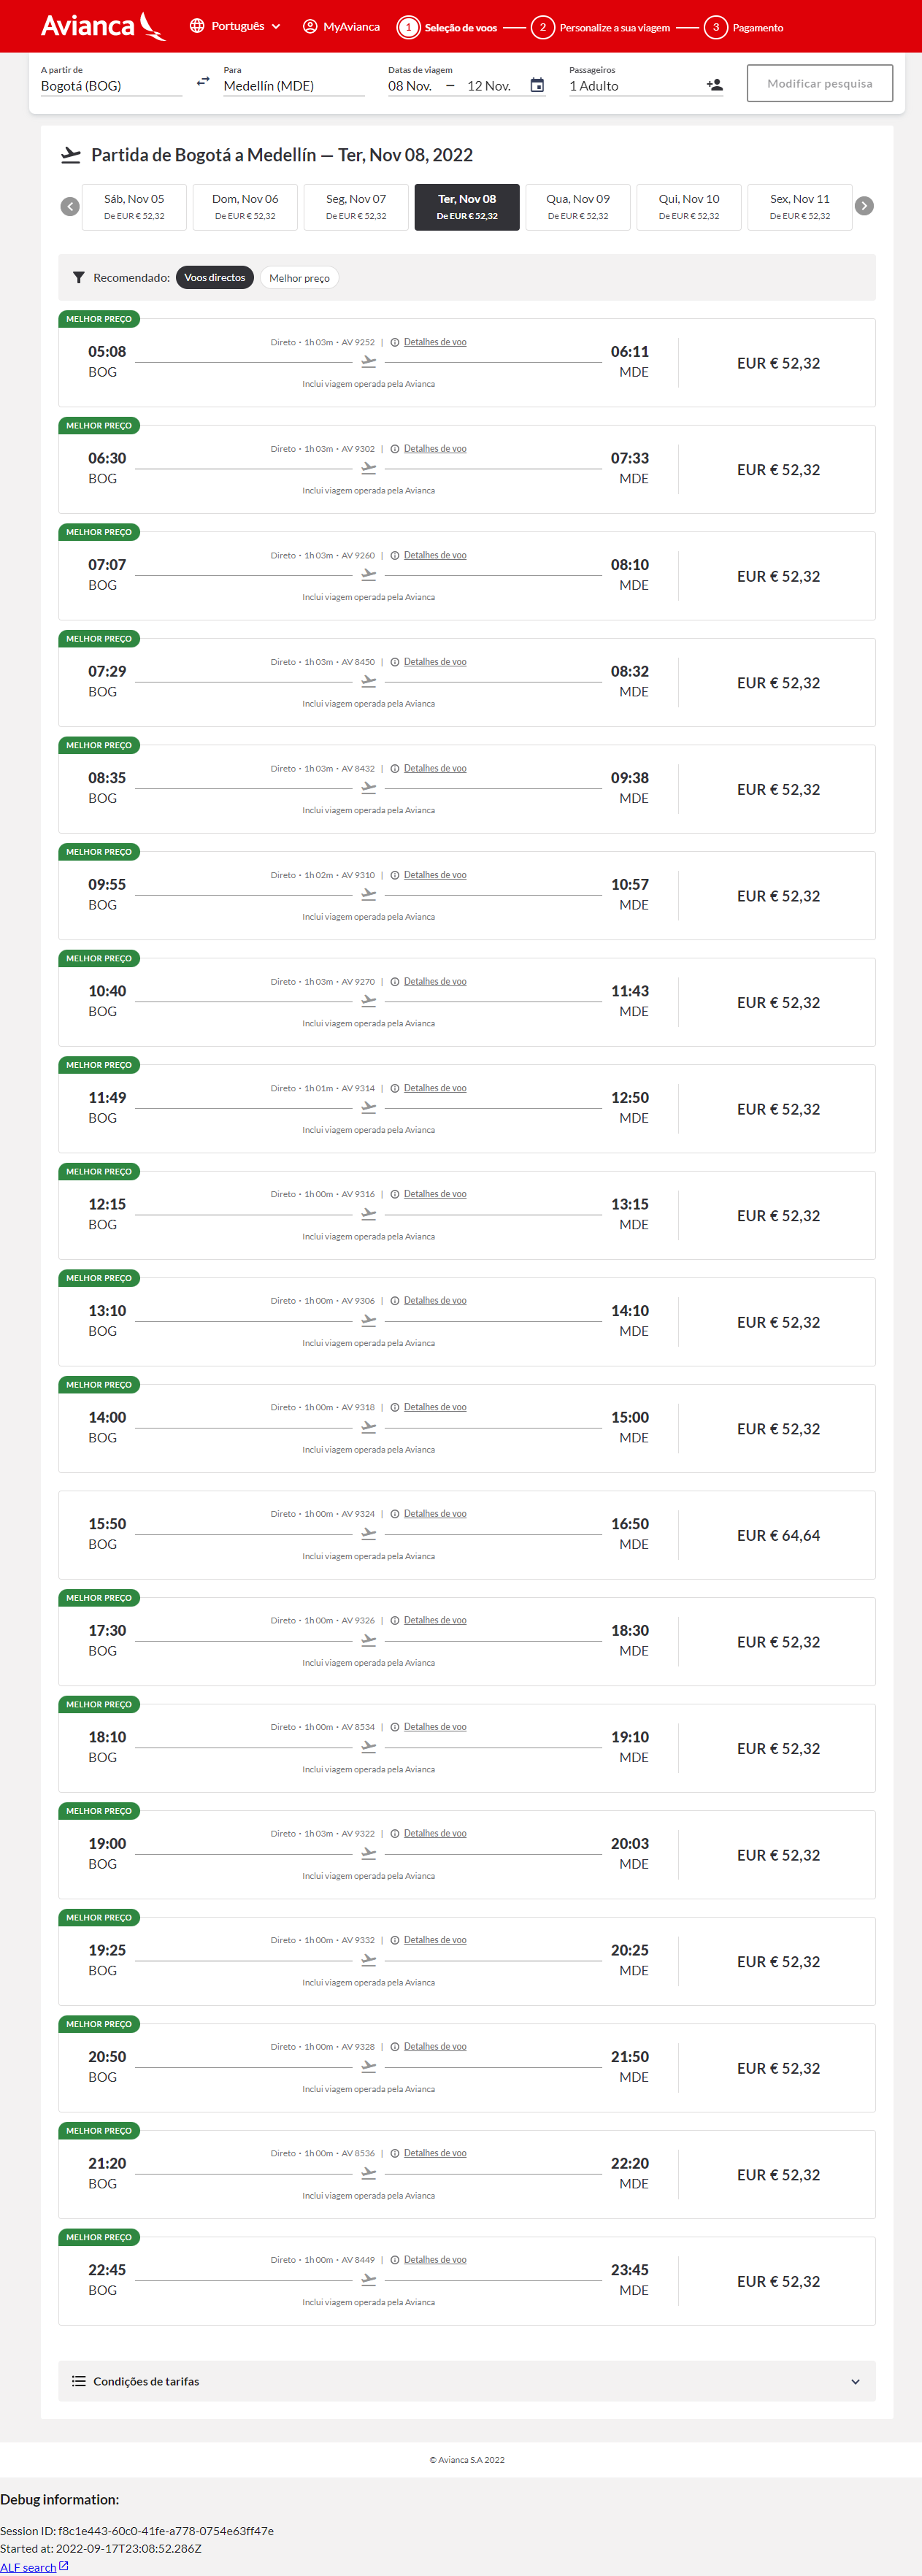 Avianca
Português
MyAvianca
1 Seleção de voos
2 Personalize a sua viagem
3 Pagamento
A partir de
Bogotá (BOG)
Para
Medellín (MDE)
Datas de viagem
08 Nov. – 12 Nov.
Passageiros
1 Adulto
Modificar pesquisa
Partida de Bogotá a Medellín — Ter, Nov 08, 2022
Sáb, Nov 05
De EUR € 52,32
Dom, Nov 06
De EUR € 52,32
Seg, Nov 07
De EUR € 52,32
Ter, Nov 08
De EUR € 52,32
Qua, Nov 09
De EUR € 52,32
Qui, Nov 10
De EUR € 52,32
Sex, Nov 11
De EUR € 52,32
Recomendado: Voos directos Melhor preço
MELHOR PREÇO
Direto • 1h 03m • AV 9252 | Detalhes de voo
05:08 06:11
BOG MDE
EUR € 52,32
Inclui viagem operada pela Avianca
MELHOR PREÇO
Direto • 1h 03m • AV 9302 | Detalhes de voo
06:30 07:33
BOG MDE
EUR € 52,32
Inclui viagem operada pela Avianca
MELHOR PREÇO
Direto • 1h 03m • AV 9260 | Detalhes de voo
07:07 08:10
BOG MDE
EUR € 52,32
Inclui viagem operada pela Avianca
MELHOR PREÇO
Direto • 1h 03m • AV 8450 | Detalhes de voo
07:29 08:32
BOG MDE
EUR € 52,32
Inclui viagem operada pela Avianca
MELHOR PREÇO
Direto • 1h 03m • AV 8432 | Detalhes de voo
08:35 09:38
BOG MDE
EUR € 52,32
Inclui viagem operada pela Avianca
MELHOR PREÇO
Direto • 1h 02m • AV 9310 | Detalhes de voo
09:55 10:57
BOG MDE
EUR € 52,32
Inclui viagem operada pela Avianca
MELHOR PREÇO
Direto • 1h 03m • AV 9270 | Detalhes de voo
10:40 11:43
BOG MDE
EUR € 52,32
Inclui viagem operada pela Avianca
MELHOR PREÇO
Direto • 1h 01m • AV 9314 | Detalhes de voo
11:49 12:50
BOG MDE
EUR € 52,32
Inclui viagem operada pela Avianca
MELHOR PREÇO
Direto • 1h 00m • AV 9316 | Detalhes de voo
12:15 13:15
BOG MDE
EUR € 52,32
Inclui viagem operada pela Avianca
MELHOR PREÇO
Direto • 1h 00m • AV 9306 | Detalhes de voo
13:10 14:10
BOG MDE
EUR € 52,32
Inclui viagem operada pela Avianca
MELHOR PREÇO
Direto • 1h 00m • AV 9318 | Detalhes de voo
14:00 15:00
BOG MDE
EUR € 52,32
Inclui viagem operada pela Avianca
Direto • 1h 00m • AV 9324 | Detalhes de voo
15:50 16:50
BOG MDE
EUR € 64,64
Inclui viagem operada pela Avianca
MELHOR PREÇO
Direto • 1h 00m • AV 9326 | Detalhes de voo
17:30 18:30
BOG MDE
EUR € 52,32
Inclui viagem operada pela Avianca
MELHOR PREÇO
Direto • 1h 00m • AV 8534 | Detalhes de voo
18:10 19:10
BOG MDE
EUR € 52,32
Inclui viagem operada pela Avianca
MELHOR PREÇO
Direto • 1h 03m • AV 9322 | Detalhes de voo
19:00 20:03
BOG MDE
EUR € 52,32
Inclui viagem operada pela Avianca
MELHOR PREÇO
Direto • 1h 00m • AV 9332 | Detalhes de voo
19:25 20:25
BOG MDE
EUR € 52,32
Inclui viagem operada pela Avianca
MELHOR PREÇO
Direto • 1h 00m • AV 9328 | Detalhes de voo
20:50 21:50
BOG MDE
EUR € 52,32
Inclui viagem operada pela Avianca
MELHOR PREÇO
Direto • 1h 00m • AV 8536 | Detalhes de voo
21:20 22:20
BOG MDE
EUR € 52,32
Inclui viagem operada pela Avianca
MELHOR PREÇO
Direto • 1h 00m • AV 8449 | Detalhes de voo
22:45 23:45
BOG MDE
EUR € 52,32
Inclui viagem operada pela Avianca
Condições de tarifas
© Avianca S.A 2022
Debug information:
Session ID: f8c1e443-60c0-41fe-a778-0754e63ff47e
Started at: 2022-09-17T23:08:52.286Z
ALF search